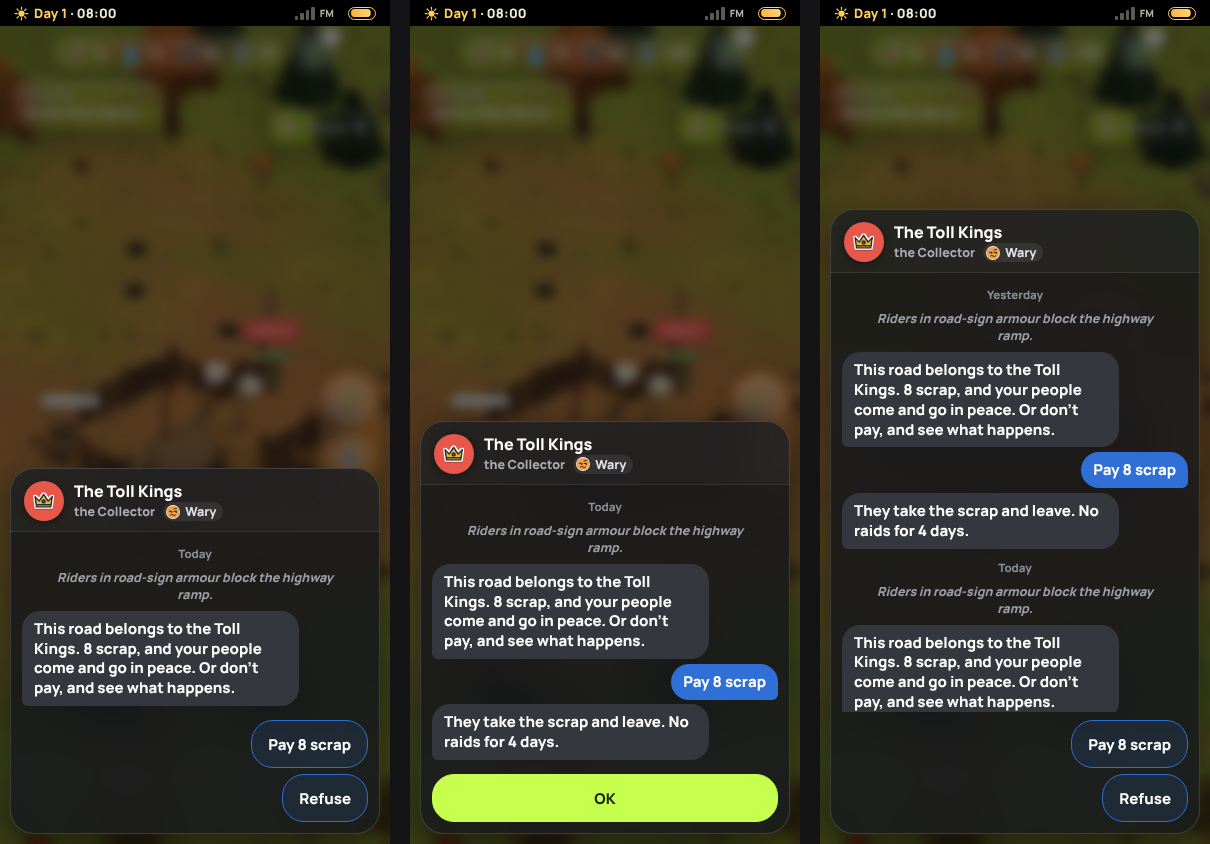 Day 1 · 08:00
FM
The Toll Kings
the Collector
Wary
Today
Riders in road-sign armour block the highway
ramp.
This road belongs to the Toll
Kings. 8 scrap, and your people
come and go in peace. Or don't
pay, and see what happens.
Pay 8 scrap
Refuse
Day 1 · 08:00
FM
The Toll Kings
the Collector
Wary
Today
Riders in road-sign armour block the highway
ramp.
This road belongs to the Toll
Kings. 8 scrap, and your people
come and go in peace. Or don't
pay, and see what happens.
Pay 8 scrap
They take the scrap and leave. No
raids for 4 days.
OK
Day 1 · 08:00
FM
The Toll Kings
the Collector
Wary
Yesterday
Riders in road-sign armour block the highway
ramp.
This road belongs to the Toll
Kings. 8 scrap, and your people
come and go in peace. Or don't
pay, and see what happens.
Pay 8 scrap
They take the scrap and leave. No
raids for 4 days.
Today
Riders in road-sign armour block the highway
ramp.
This road belongs to the Toll
Kings. 8 scrap, and your people
come and go in peace. Or don't
pay, and see what happens.
Pay 8 scrap
Refuse